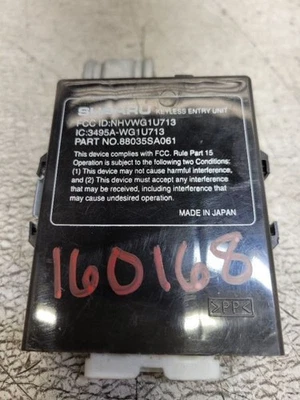 SUBARU KEYLESS ENTRY UNIT
FCC ID:NHVWG1U713
IC:3495A-WG1U713
PART NO.88035SA061
This device complies with FCC. Rule Part 15
Operation is subject to the following two Conditions:
(1) This device may not cause harmful interference,
and (2) This device must accept any interference
that may be received, including interference that
may cause undesired operation.
MADE IN JAPAN
160168
>PP<